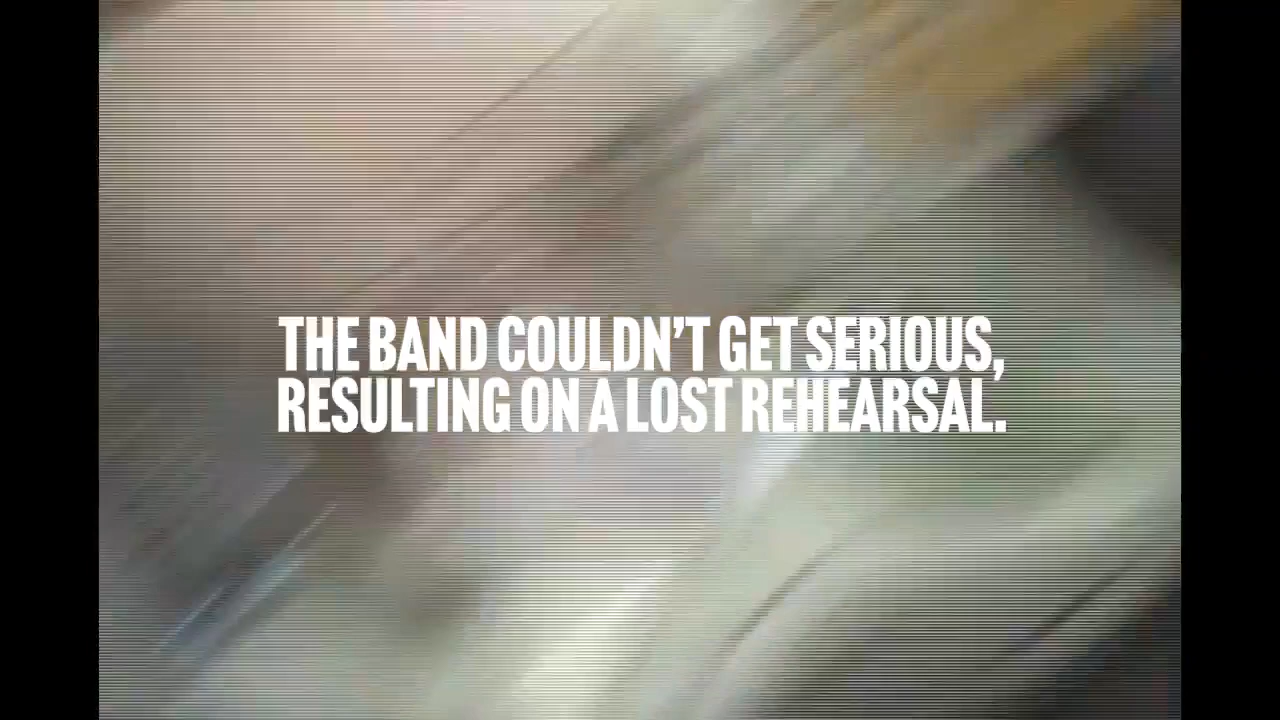 THE BAND COULDN'T GET SERIOUS,
RESULTING ON A LOST REHEARSAL.